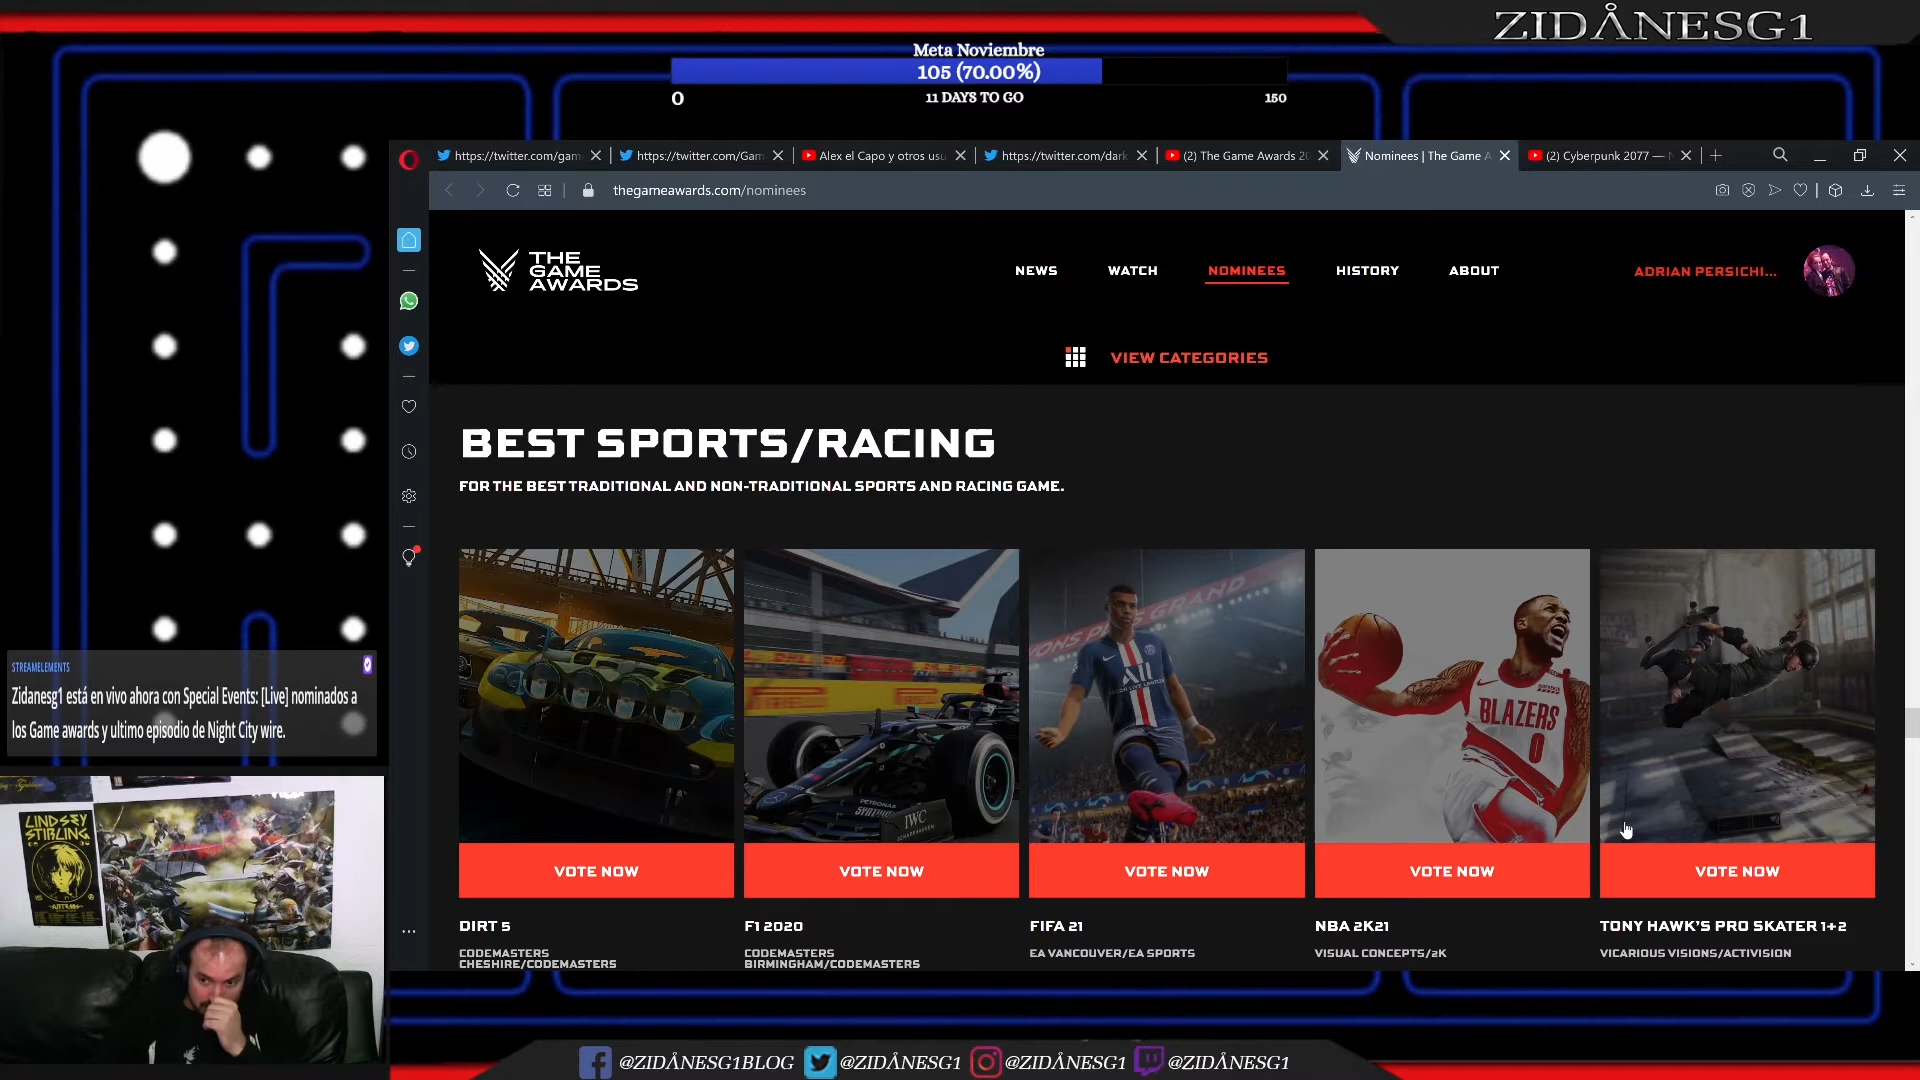 ZIDÅNESG1
Meta Noviembre
105 (70.00%)
0
11 DAYS TO GO
150
https://twitter.com/gam
https://twitter.com/Gam
Alex el Capo y otros usu
https://twitter.com/dark
(2) The Game Awards 20
Nominees | The Game A
(2) Cyberpunk 2077 — N
thegameawards.com/nominees
THE
GAME
AWARDS
NEWS
WATCH
NOMINEES
HISTORY
ABOUT
ADRIAN PERSICHI...
VIEW CATEGORIES
BEST SPORTS/RACING
FOR THE BEST TRADITIONAL AND NON-TRADITIONAL SPORTS AND RACING GAME.
BLAZERS
0
IWC
VOTE NOW
VOTE NOW
VOTE NOW
VOTE NOW
VOTE NOW
DIRT 5
CODEMASTERS
CHESHIRE/CODEMASTERS
F1 2020
CODEMASTERS
BIRMINGHAM/CODEMASTERS
FIFA 21
EA VANCOUVER/EA SPORTS
NBA 2K21
VISUAL CONCEPTS/2K
TONY HAWK'S PRO SKATER 1+2
VICARIOUS VISIONS/ACTIVISION
STREAMELEMENTS
Zidanesg1 está en vivo ahora con Special Events: [Live] nominados a
los Game awards y ultimo episodio de Night City wire.
LINDSEY
STIRLING
@ZIDÅNESG1BLOG
@ZIDÅNESG1
@ZIDÅNESG1
@ZIDÅNESG1